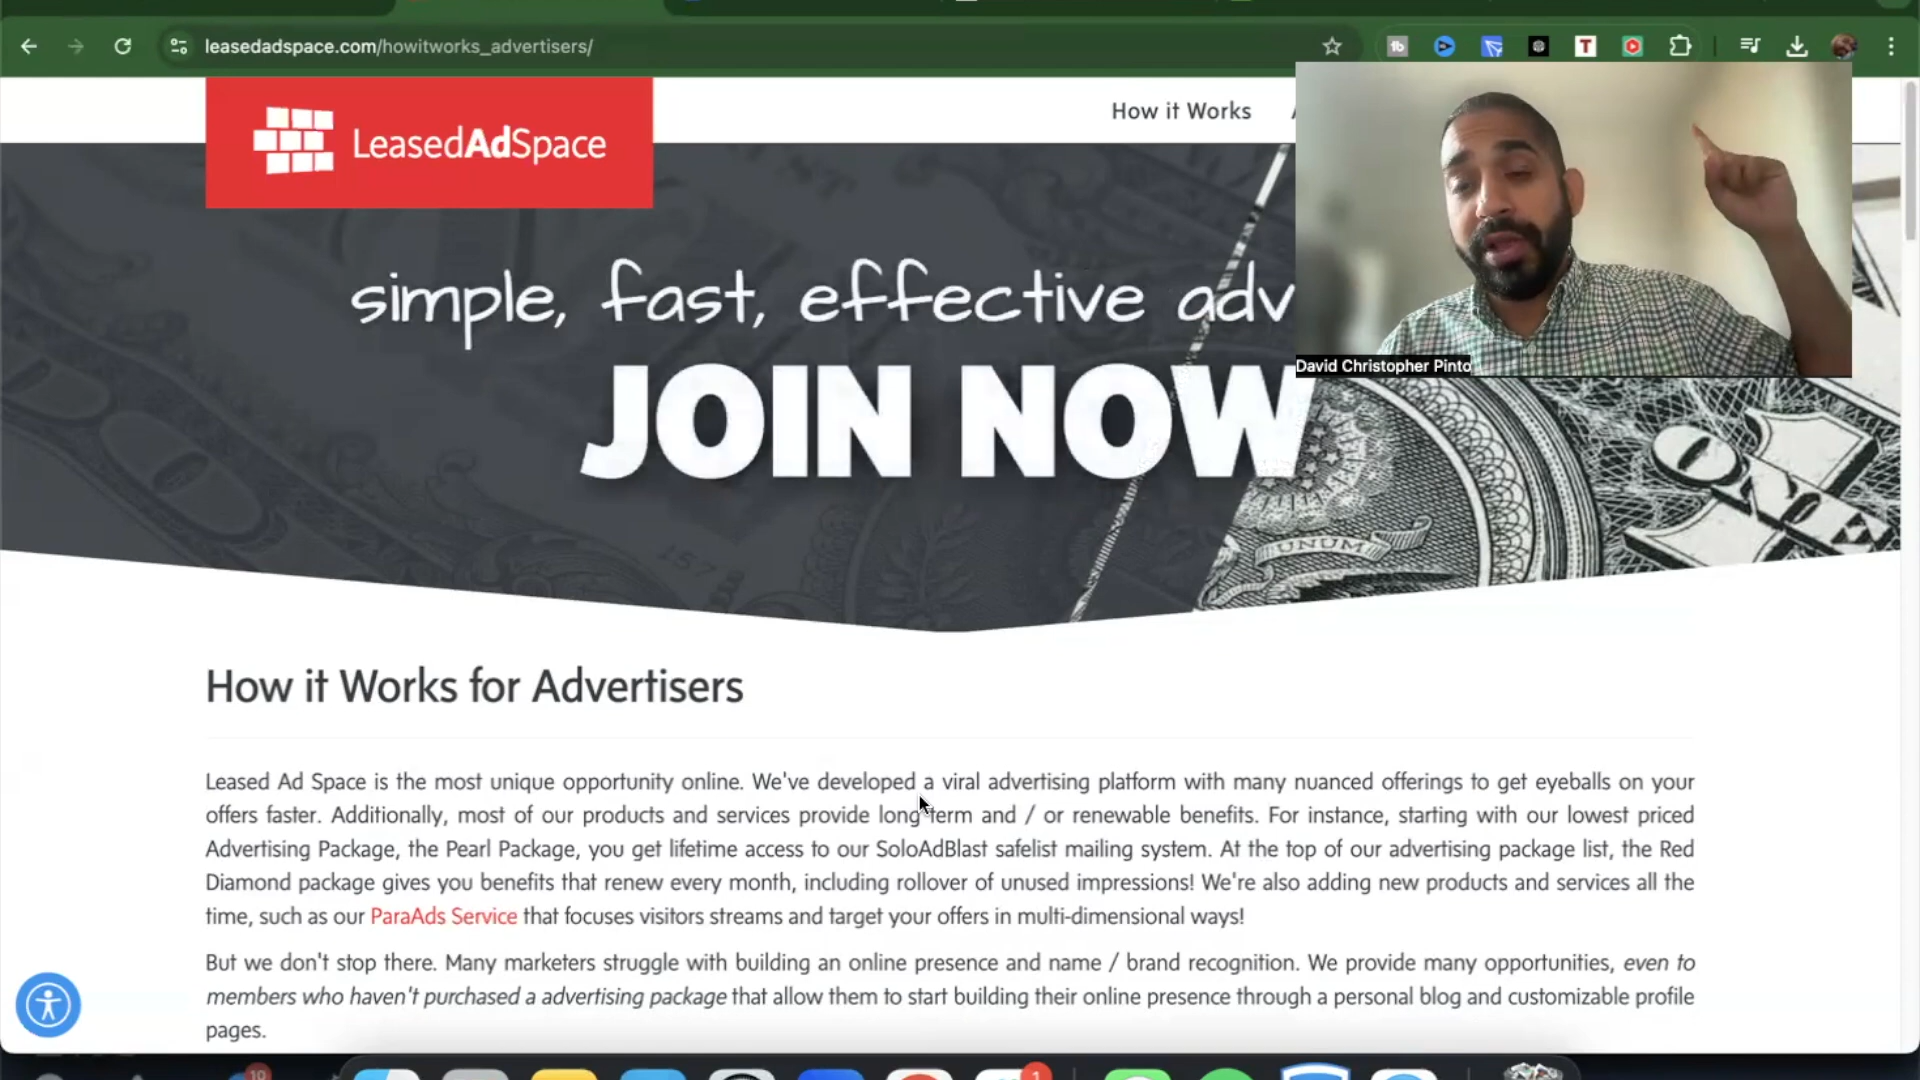 leasedadspace.com/howitworks_advertisers/
LeasedAdSpace
How it Works
simple, fast, effective adv
JOIN NOW
David Christopher Pinto
UNUM
ONE
How it Works for Advertisers
Leased Ad Space is the most unique opportunity online. We've developed a viral advertising platform with many nuanced offerings to get eyeballs on your
offers faster. Additionally, most of our products and services provide long term and / or renewable benefits. For instance, starting with our lowest priced
Advertising Package, the Pearl Package, you get lifetime access to our SoloAdBlast safelist mailing system. At the top of our advertising package list, the Red
Diamond package gives you benefits that renew every month, including rollover of unused impressions! We're also adding new products and services all the
time, such as our ParaAds Service that focuses visitors streams and target your offers in multi-dimensional ways!
But we don't stop there. Many marketers struggle with building an online presence and name / brand recognition. We provide many opportunities, even to
members who haven't purchased a advertising package that allow them to start building their online presence through a personal blog and customizable profile
pages.
10
1